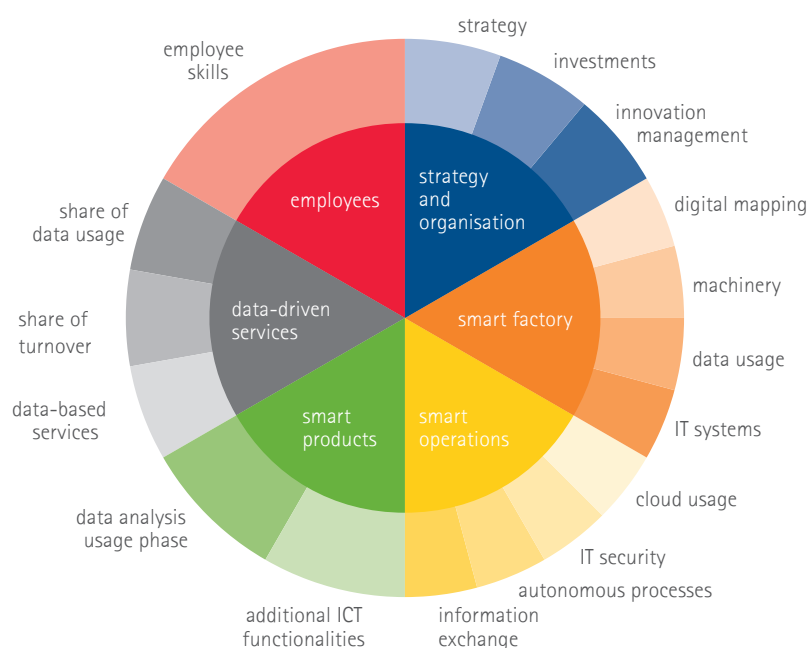 strategy
employee
skills
investments
innovation
management
share of
data usage
digital mapping
employees
strategy
and
organisation
machinery
share of
turnover
data-driven
services
smart factory
data usage
data-based
services
smart
products
smart
operations
IT systems
cloud usage
data analysis
usage phase
IT security
autonomous processes
additional ICT
functionalities
information
exchange